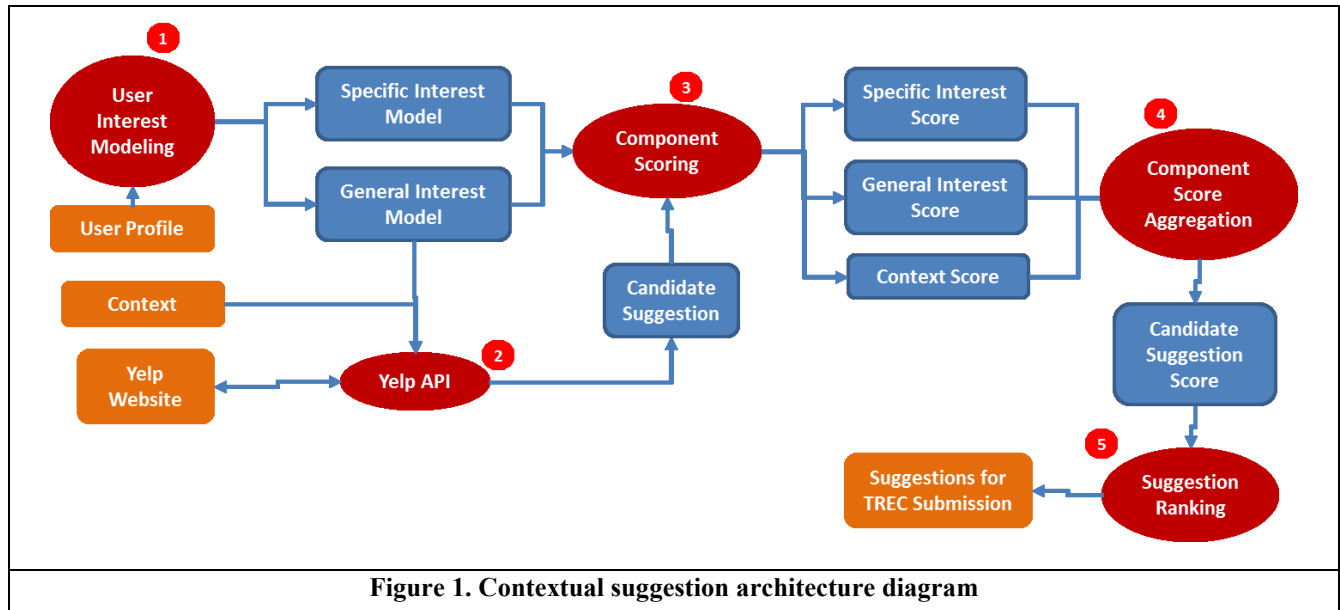 1
User
Interest
Modeling
User Profile
Context
Yelp
Website
Specific Interest
Model
General Interest
Model
2
Yelp API
3
Component
Scoring
Candidate
Suggestion
Specific Interest
Score
General Interest
Score
Context Score
4
Component
Score
Aggregation
Candidate
Suggestion
Score
5
Suggestion
Ranking
Suggestions for
TREC Submission
Figure 1. Contextual suggestion architecture diagram